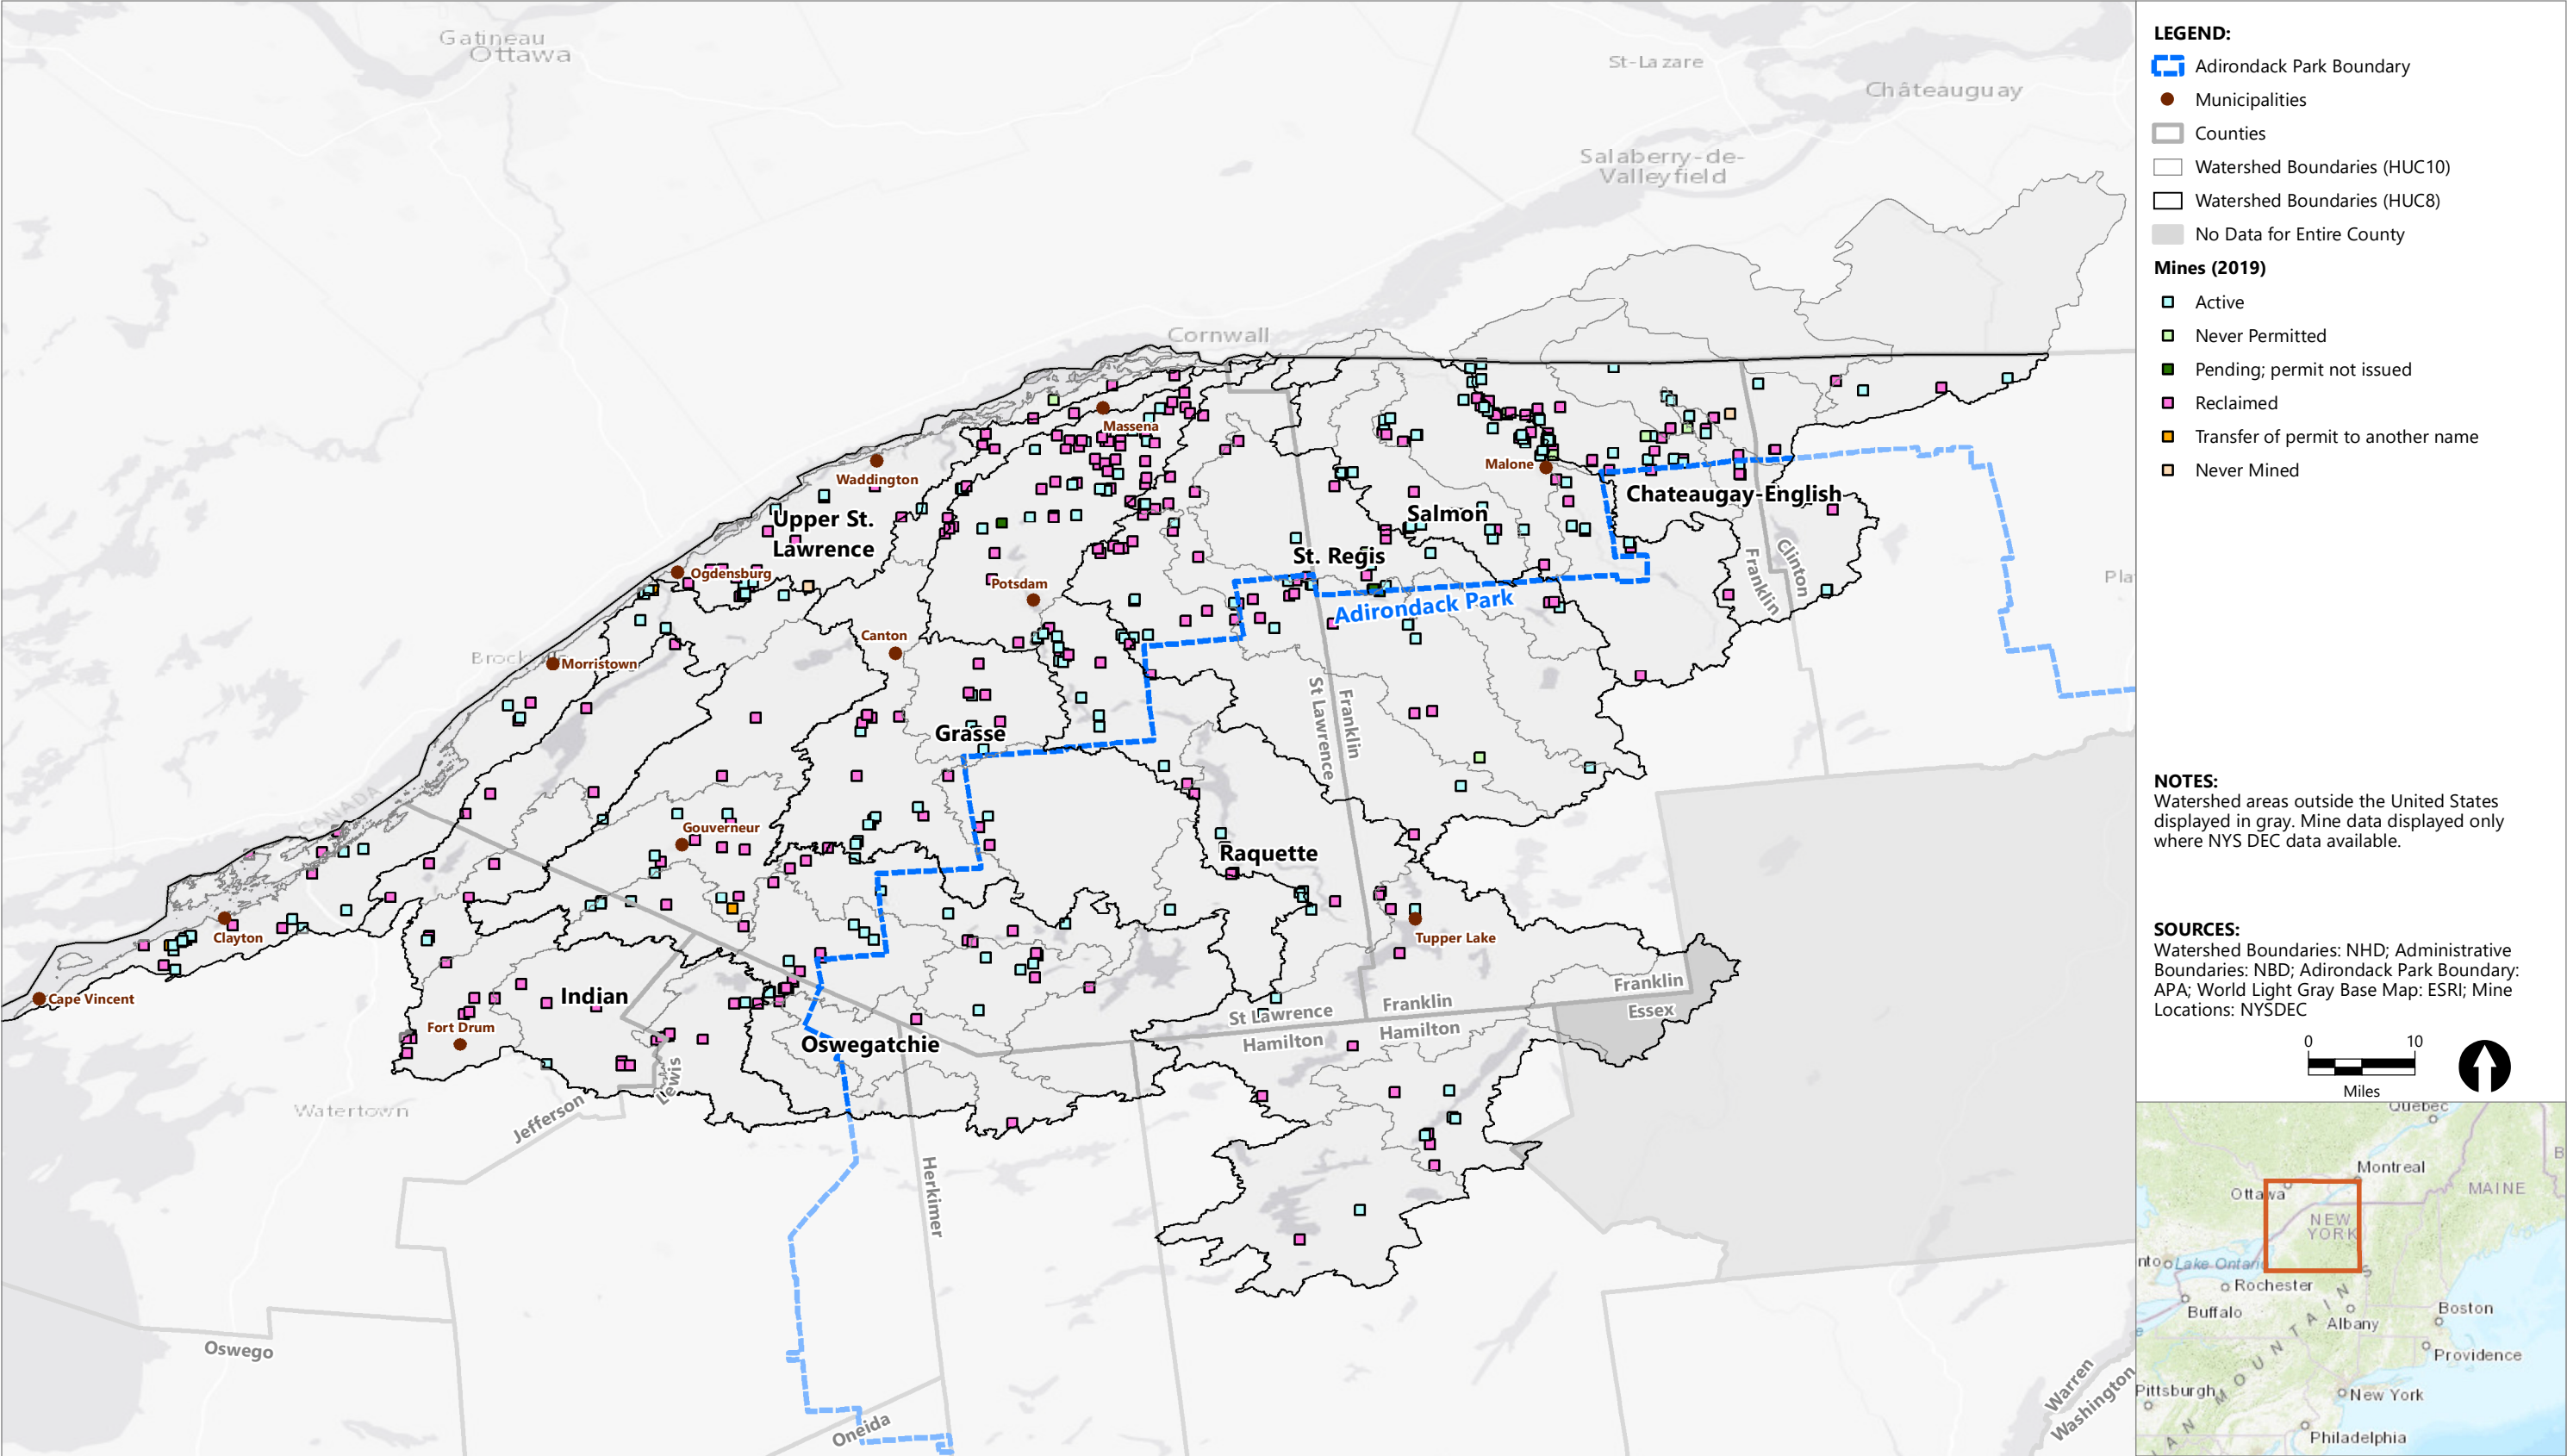 Gatineau
Ottawa
St-Lazare
Châteauguay
Salaberry-de-
Valleyfield
Cornwall
Massena
Waddington
Malone
Chateaugay-English
Upper St.
Lawrence
Salmon
St. Regis
Ogdensburg
Potsdam
Adirondack Park
Franklin
Clinton
Pla
Canton
Morristown
St Lawrence
Franklin
Grasse
CANADA
Gouverneur
Raquette
Clayton
Tupper Lake
Cape Vincent
Indian
Fort Drum
Oswegatchie
Franklin
Essex
St Lawrence
Franklin
Hamilton
Hamilton
Watertown
Jefferson
Lewis
Herkimer
Oswego
Oneida
Warren
Washington
LEGEND:
Adirondack Park Boundary
Municipalities
Counties
Watershed Boundaries (HUC10)
Watershed Boundaries (HUC8)
No Data for Entire County
Mines (2019)
Active
Never Permitted
Pending; permit not issued
Reclaimed
Transfer of permit to another name
Never Mined
NOTES:
Watershed areas outside the United States
displayed in gray. Mine data displayed only
where NYS DEC data available.
SOURCES:
Watershed Boundaries: NHD; Administrative
Boundaries: NBD; Adirondack Park Boundary:
APA; World Light Gray Base Map: ESRI; Mine
Locations: NYSDEC
0 10
Miles
Quebec
Montreal
Ottawa
MAINE
NEW
YORK
nto
Lake Ontari
Rochester
Buffalo
Boston
Albany
Providence
Pittsburgh
New York
Philadelphia
AN MOUNTAINS